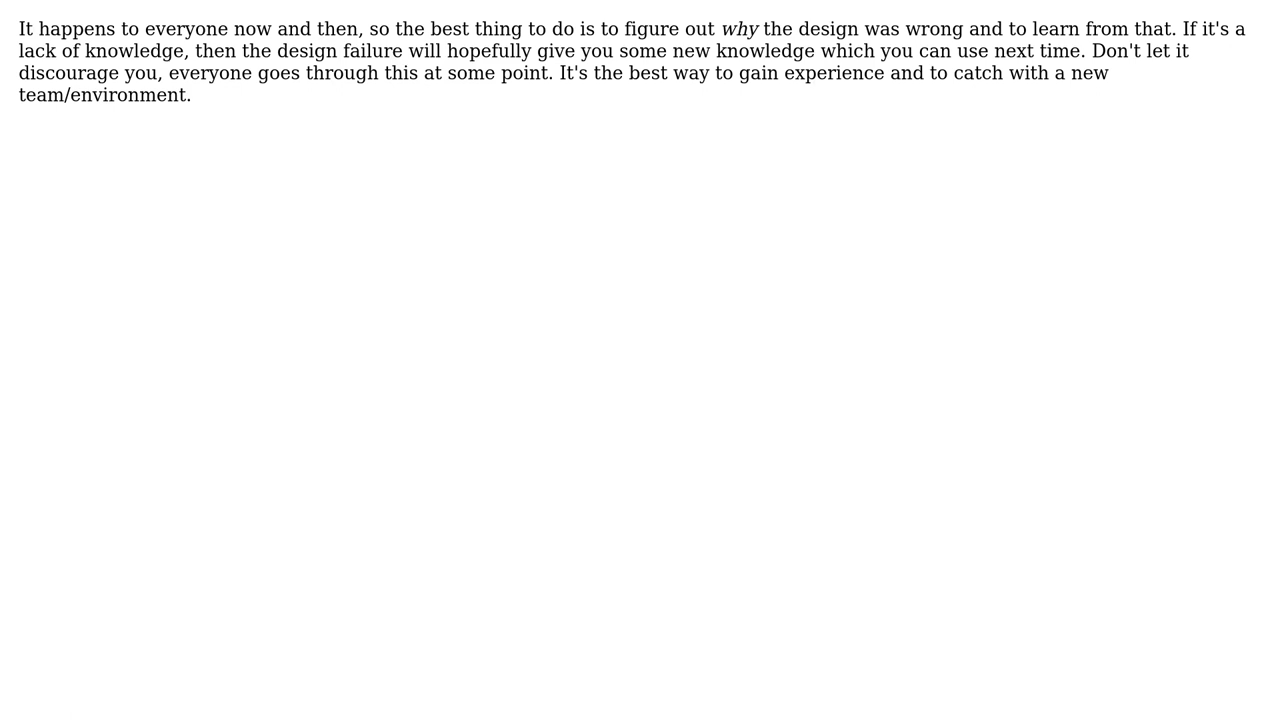 It happens to everyone now and then, so the best thing to do is to figure out why the design was wrong and to learn from that. If it's a
lack of knowledge, then the design failure will hopefully give you some new knowledge which you can use next time. Don't let it
discourage you, everyone goes through this at some point. It's the best way to gain experience and to catch with a new
team/environment.